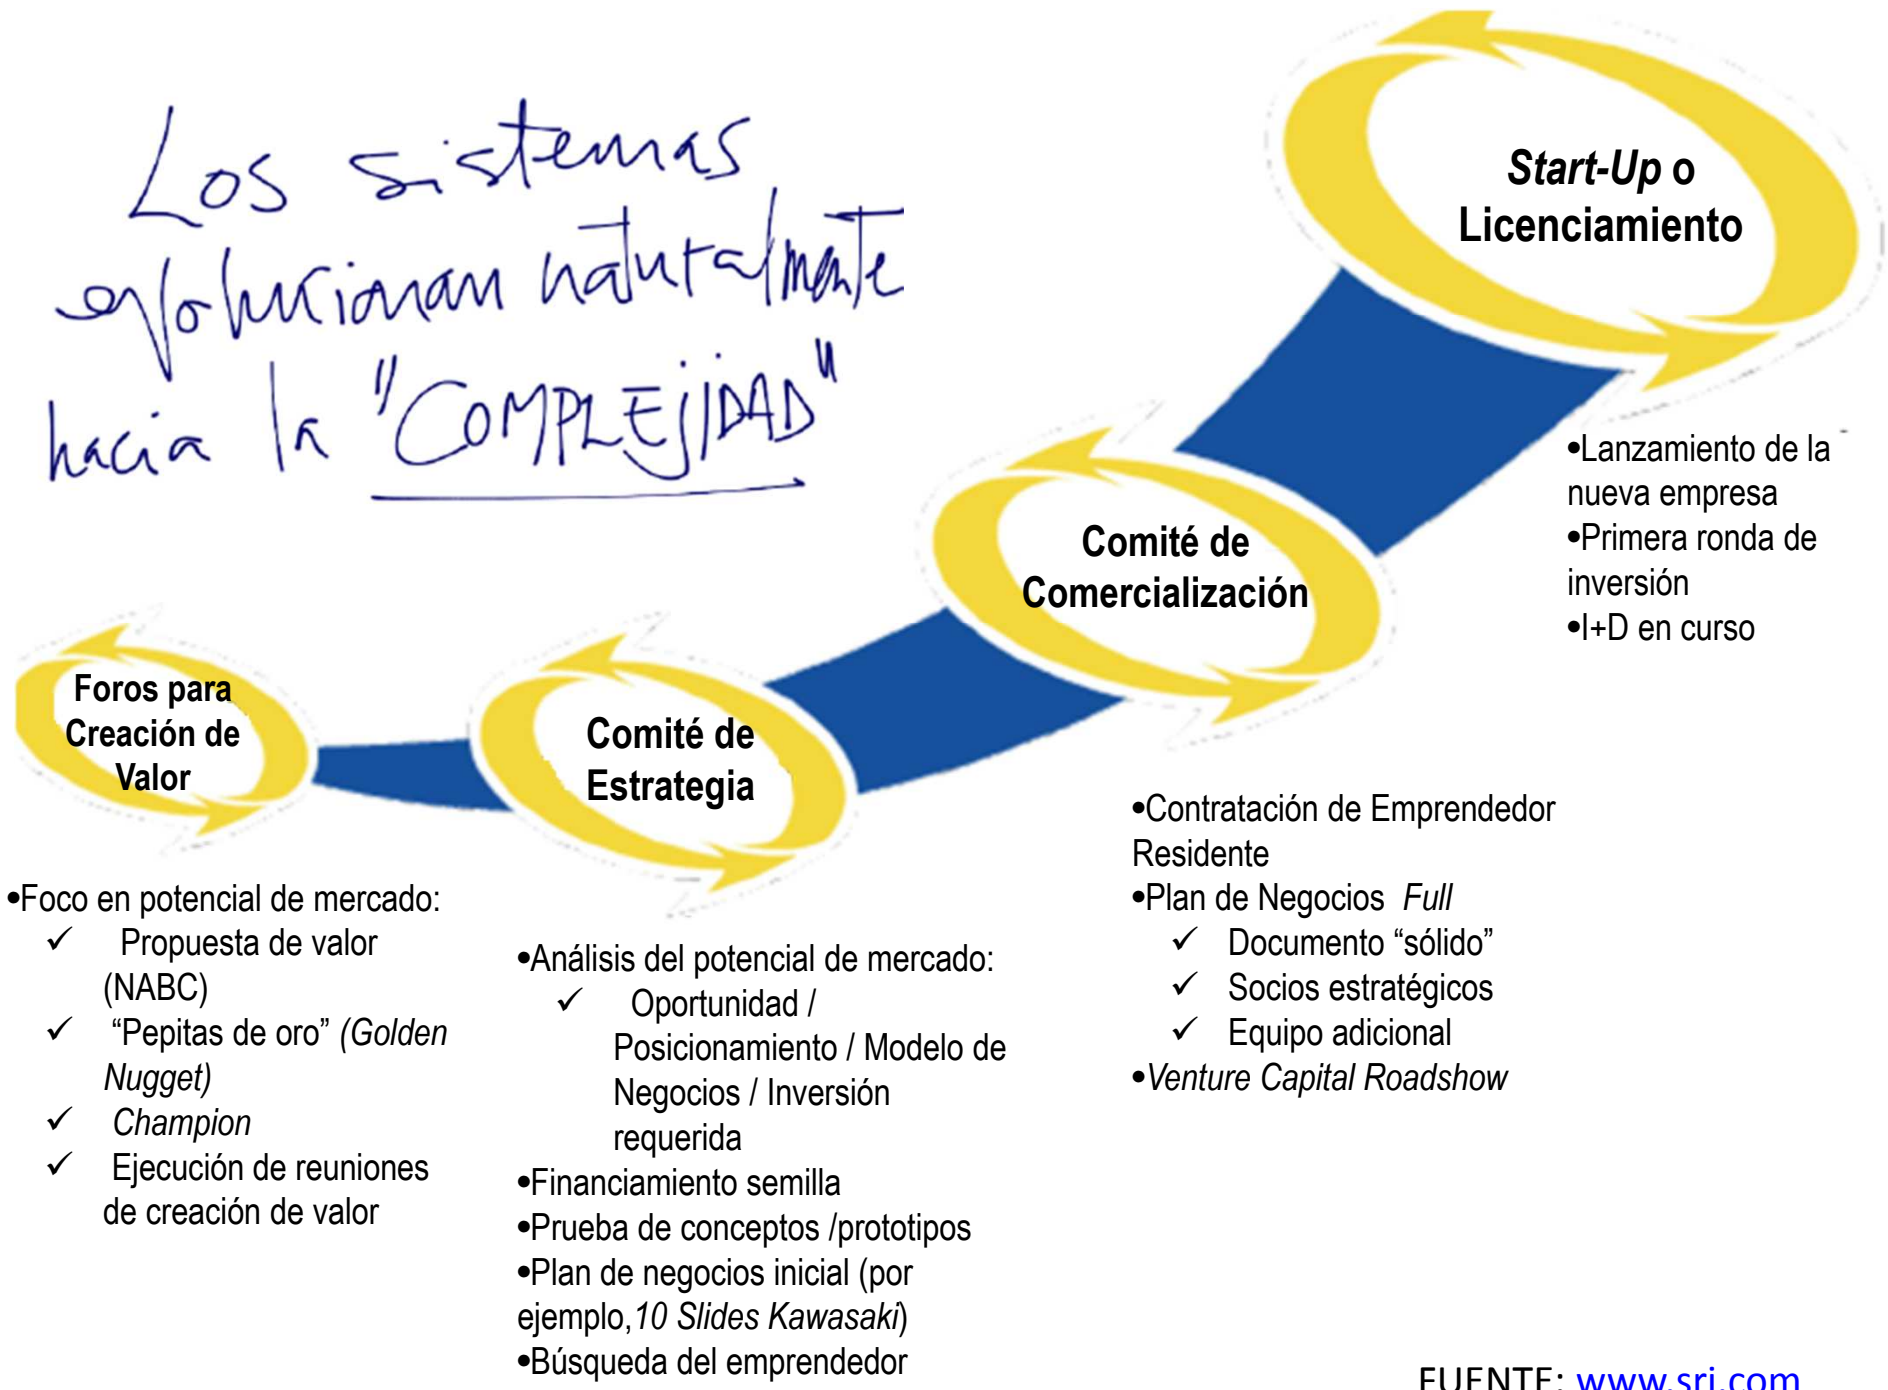 Los sistemas
evolucionan naturalmente
hacia la "COMPLEjIDAD"
Start-Up o
Licenciamiento
•Lanzamiento de la
nueva empresa
•Primera ronda de
inversión
•I+D en curso
Comité de
Comercialización
•Contratación de Emprendedor
Residente
•Plan de Negocios Full
✓ Documento “sólido”
✓ Socios estratégicos
✓ Equipo adicional
•Venture Capital Roadshow
Foros para
Creación de
Valor
•Foco en potencial de mercado:
✓ Propuesta de valor
(NABC)
✓ “Pepitas de oro” (Golden
Nugget)
✓ Champion
✓ Ejecución de reuniones
de creación de valor
Comité de
Estrategia
•Análisis del potencial de mercado:
✓ Oportunidad /
Posicionamiento / Modelo de
Negocios / Inversión
requerida
•Financiamiento semilla
•Prueba de conceptos /prototipos
•Plan de negocios inicial (por
ejemplo,10 Slides Kawasaki)
•Búsqueda del emprendedor
FUENTE: www.sri.com